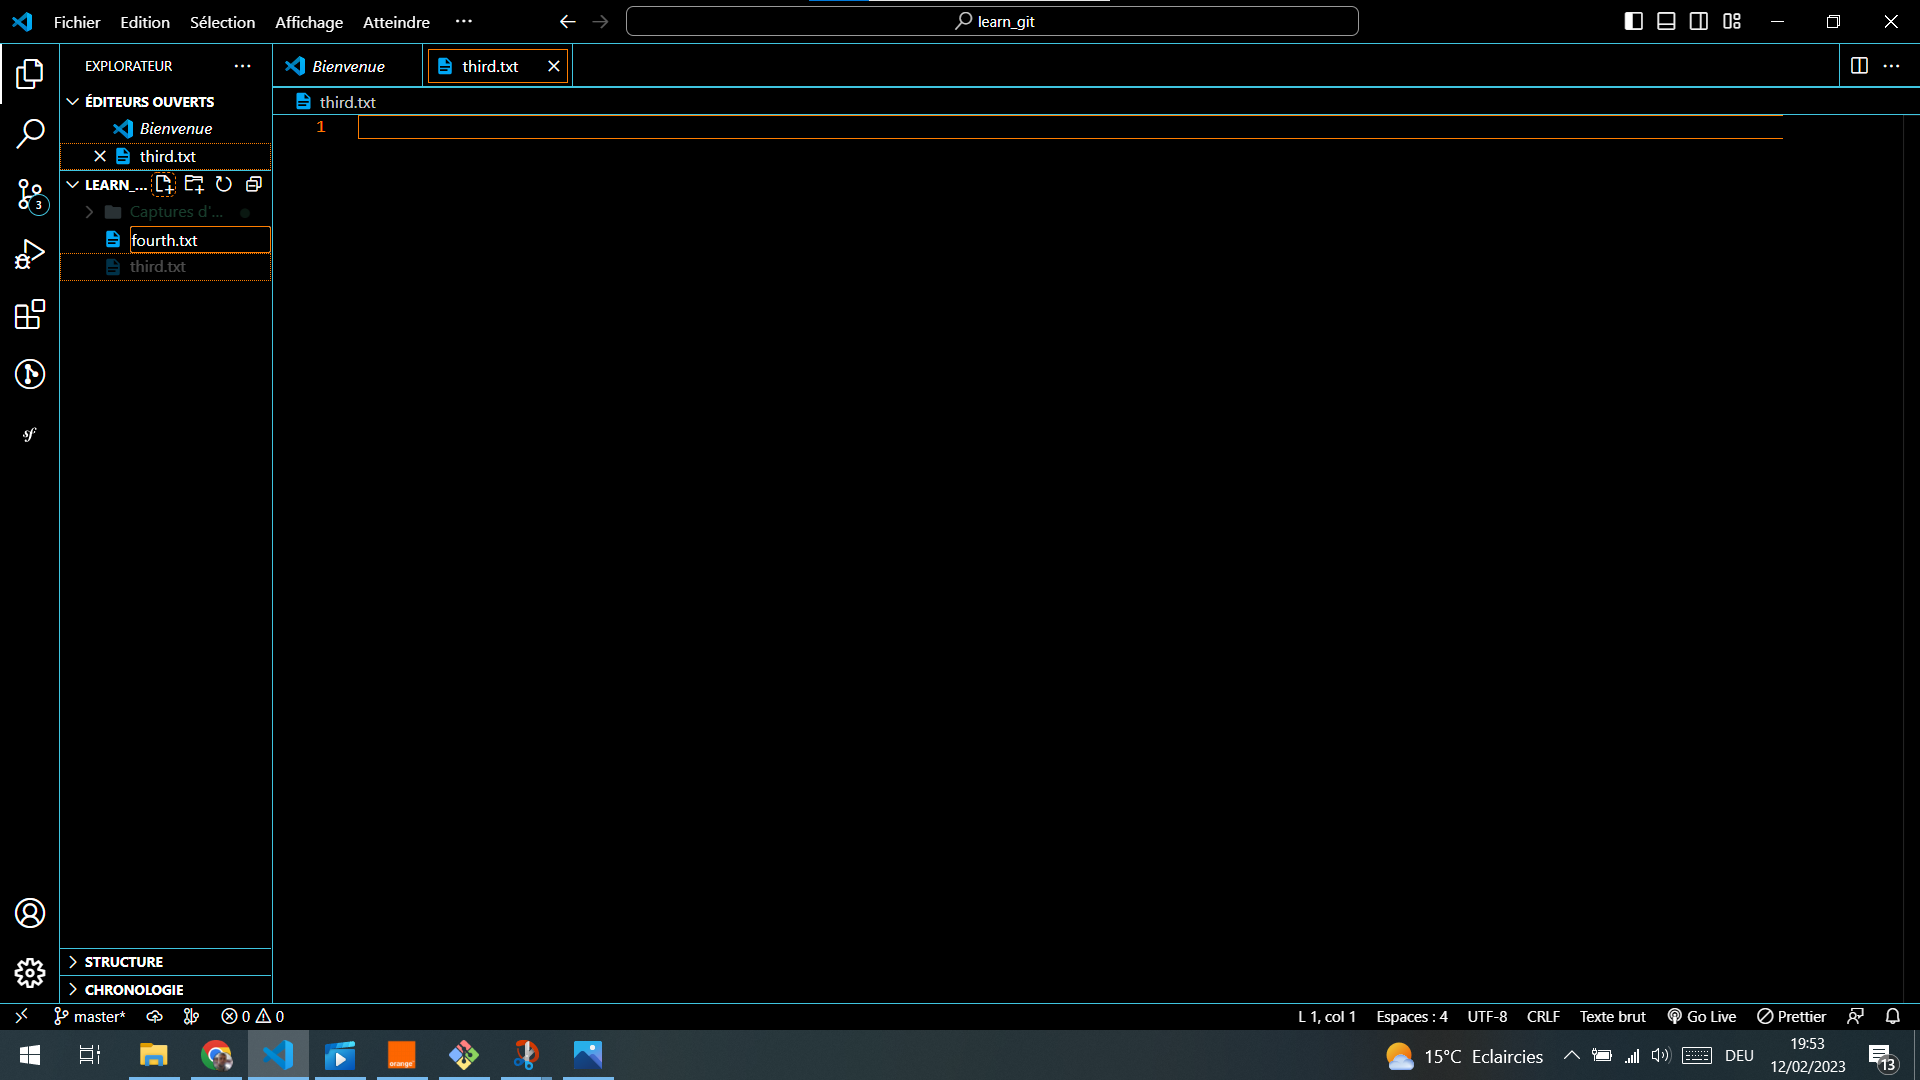 Fichier Edition Sélection Affichage Atteindre ··· learn_git
EXPLORATEUR ···
Bienvenue third.txt
ÉDITEURS OUVERTS
third.txt
Bienvenue
1
third.txt
LEARN_...
Captures d'...
fourth.txt
third.txt
STRUCTURE
CHRONOLOGIE
3
master* 0 0 L 1, col 1 Espaces : 4 UTF-8 CRLF Texte brut Go Live Prettier
orange
15°C Eclaircies DEU 19:53
12/02/2023
13